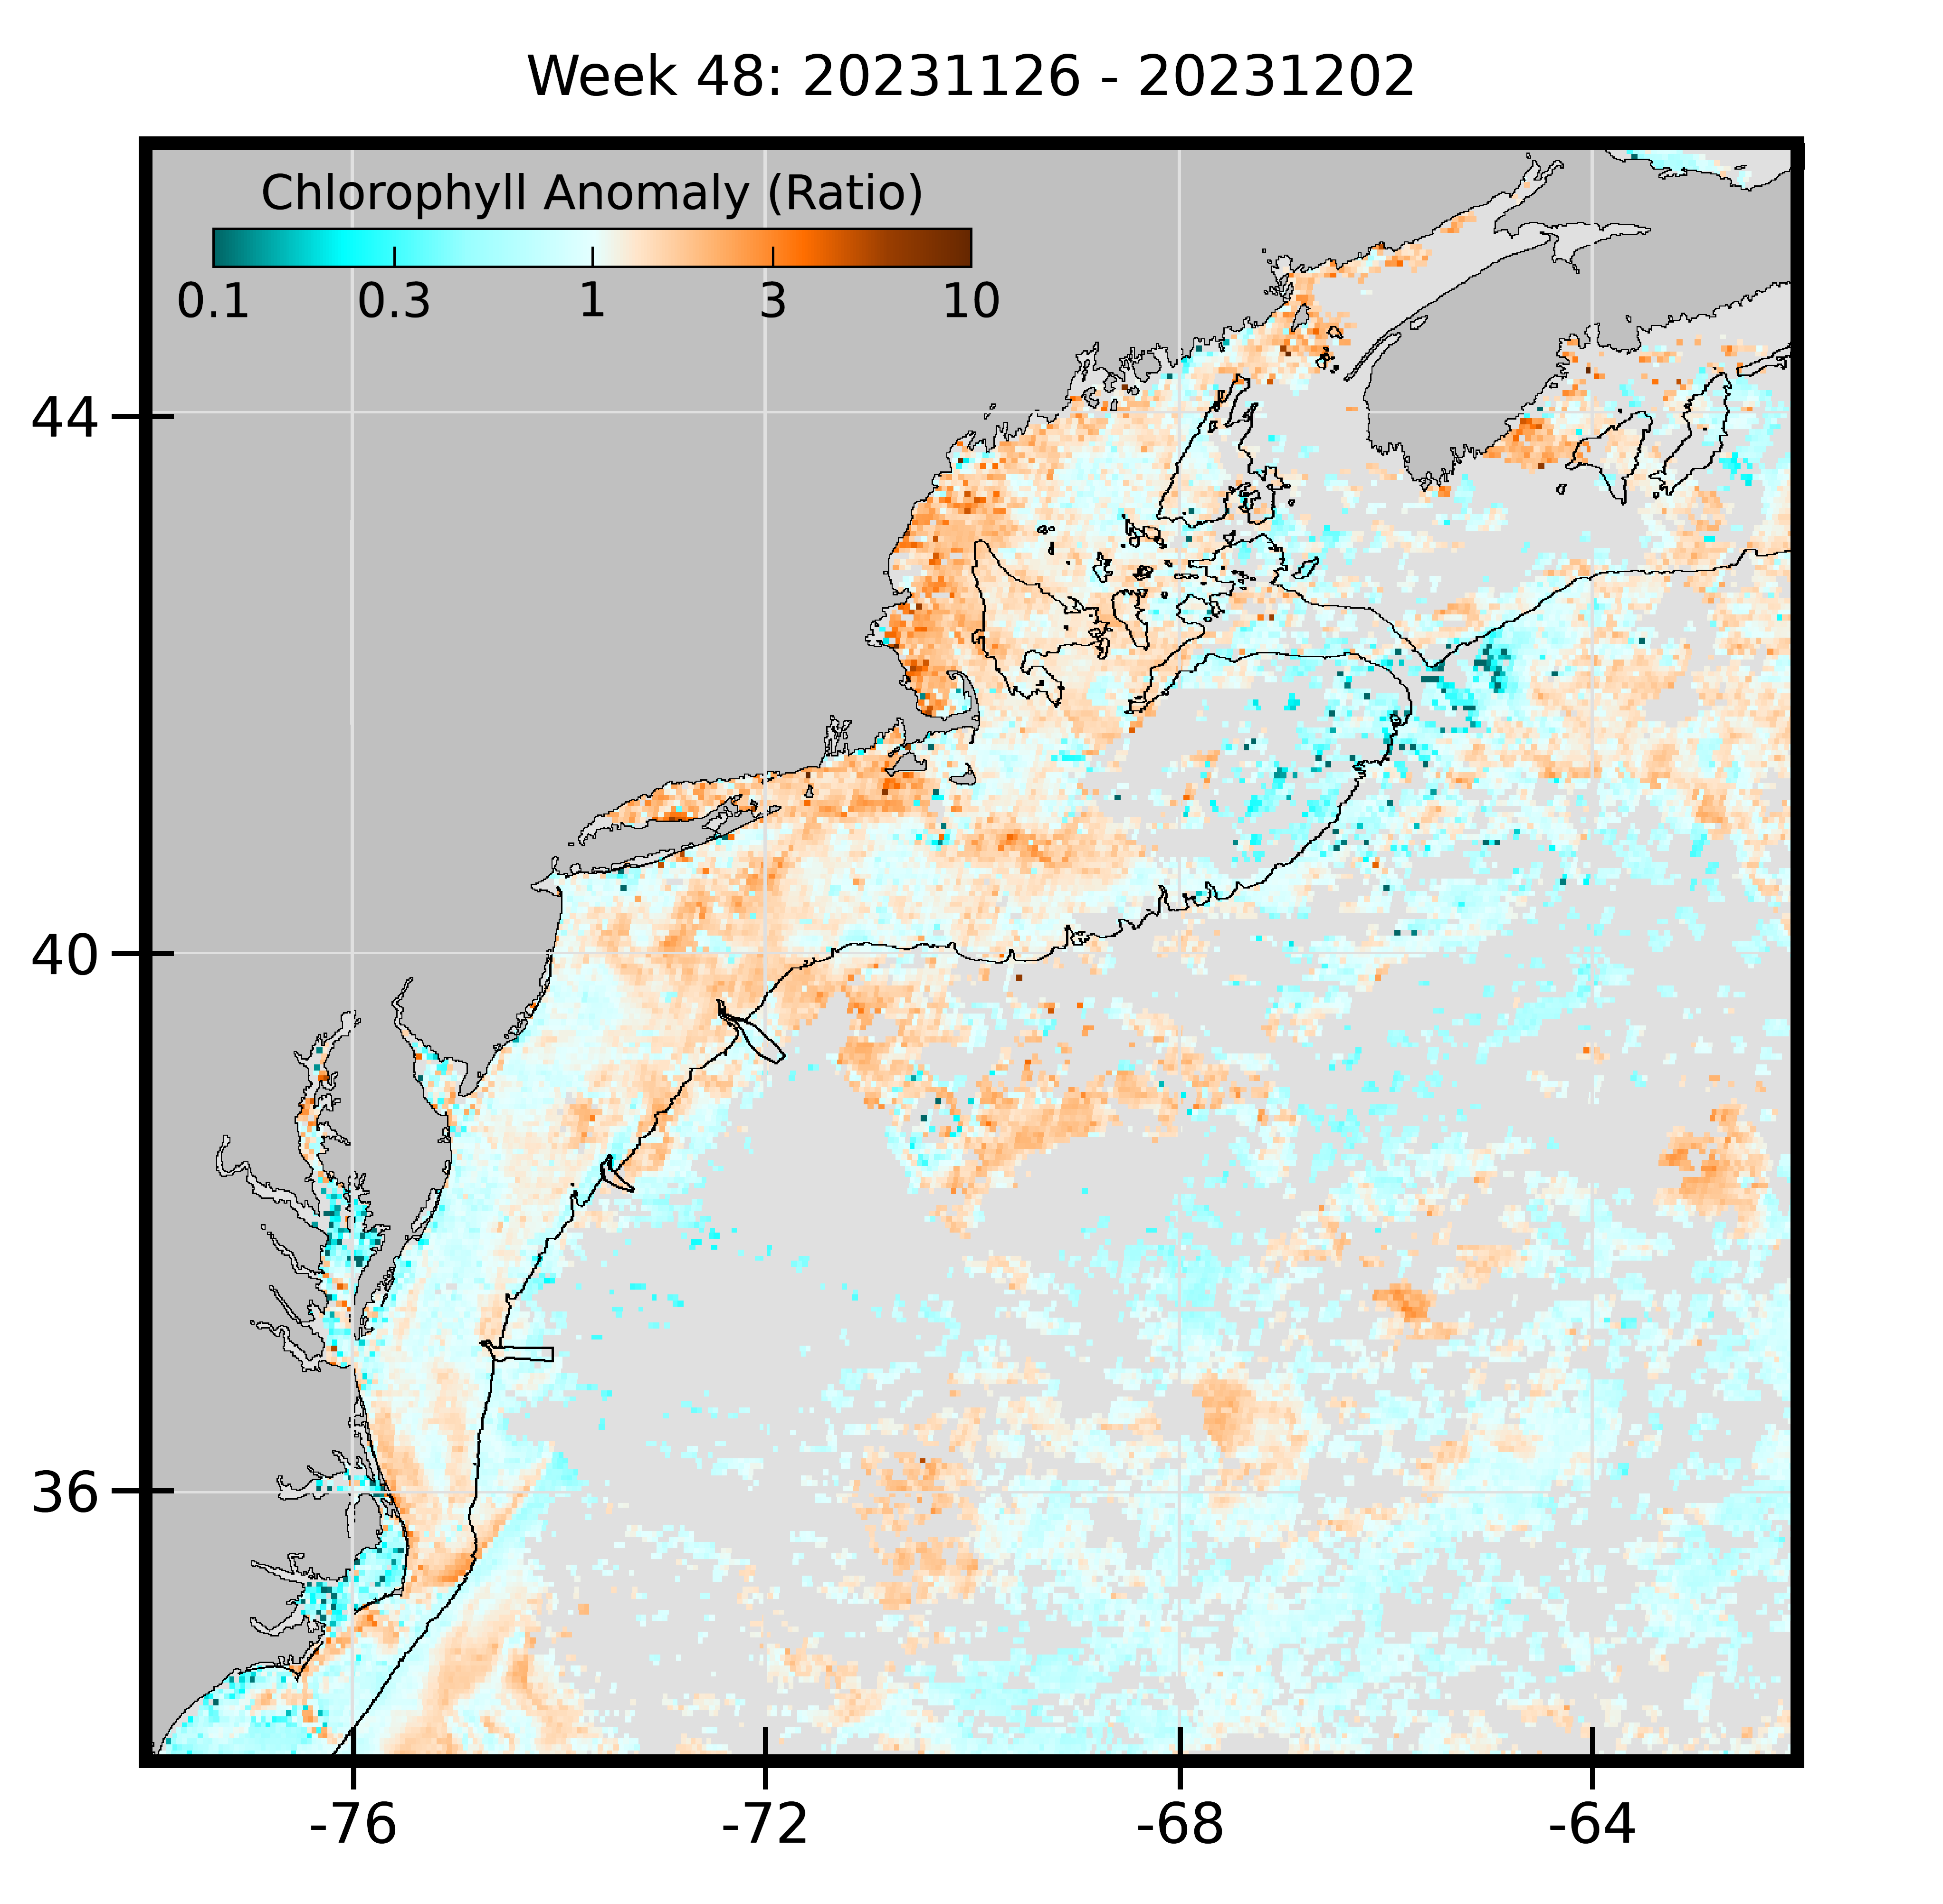 Week 48: 20231126 - 20231202
Chlorophyll Anomaly (Ratio)
0.1 0.3 1 3 10
44
40
36
-76 -72 -68 -64